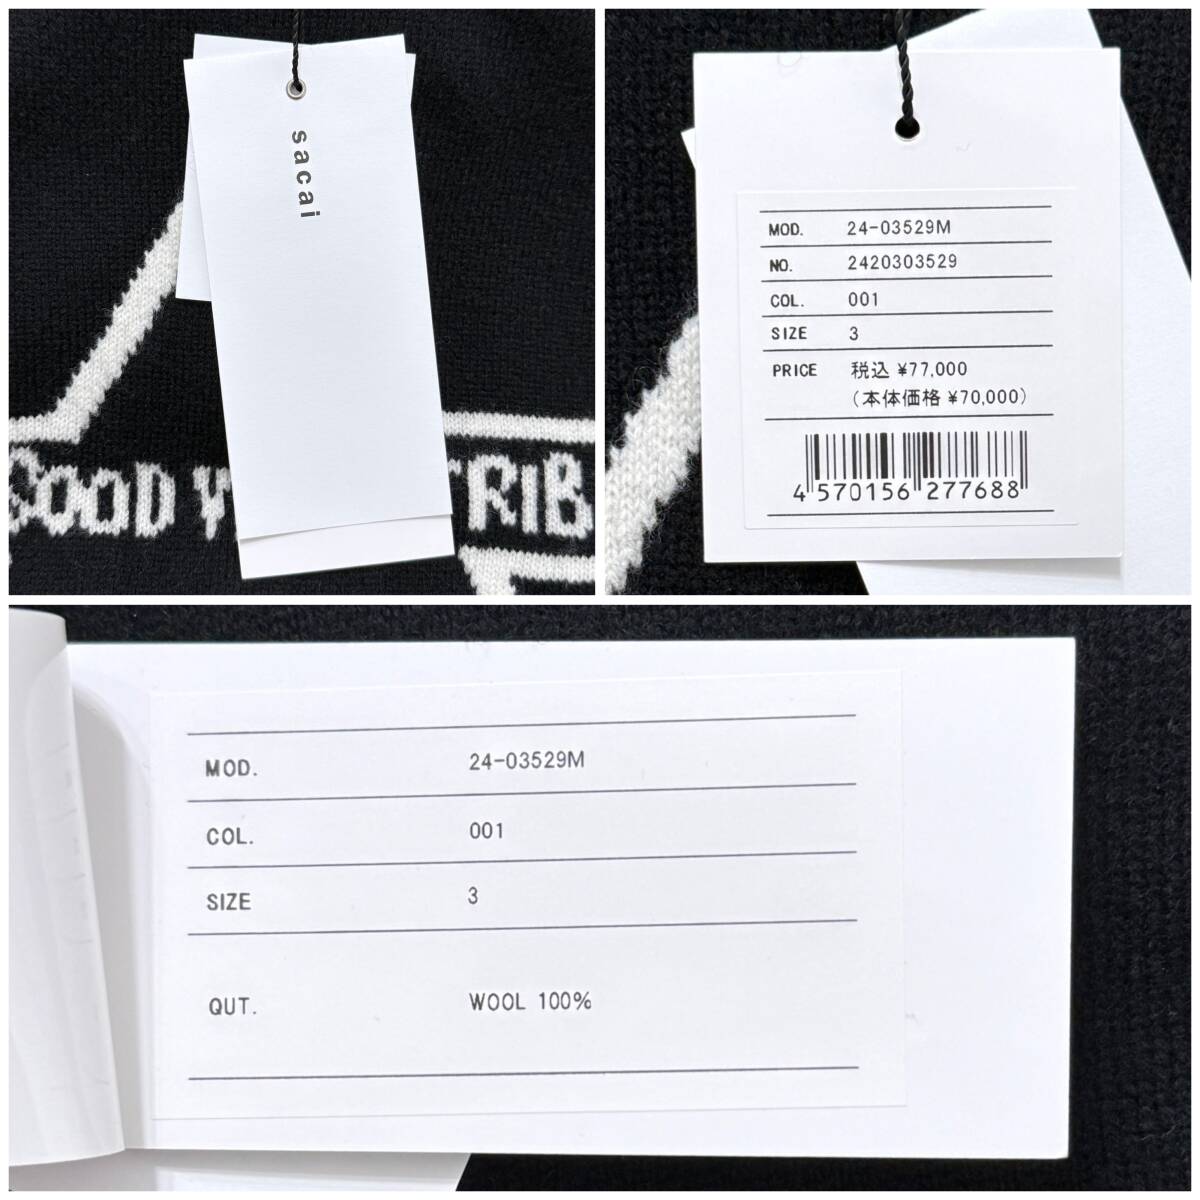 sacai
GOOD V
TRIB
MOD. 24-03529M
NO. 2420303529
COL. 001
SIZE 3
PRICE 税込 ¥77,000
(本体価格 ¥70,000)
4 570156 277688
MOD. 24-03529M
COL. 001
SIZE 3
QUT. WOOL 100%